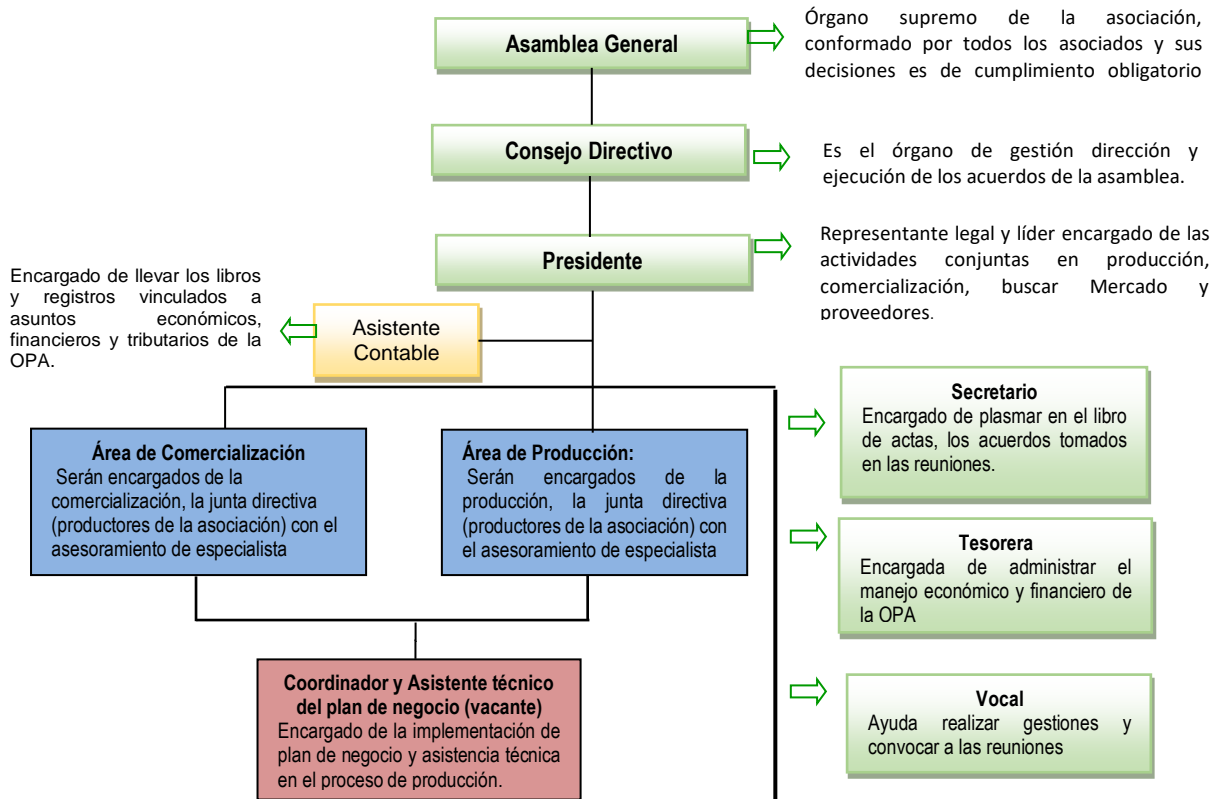 Asamblea General
Órgano supremo de la asociación,
conformado por todos los asociados y sus
decisiones es de cumplimiento obligatorio
Consejo Directivo
Es el órgano de gestión dirección y
ejecución de los acuerdos de la asamblea.
Presidente
Representante legal y líder encargado de las
actividades conjuntas en producción,
comercialización, buscar Mercado y
proveedores.
Encargado de llevar los libros
y registros vinculados a
asuntos económicos,
financieros y tributarios de la
OPA.
Asistente
Contable
Área de Comercialización
Serán encargados de la
comercialización, la junta directiva
(productores de la asociación) con el
asesoramiento de especialista
Área de Producción:
Serán encargados de la
producción, la junta directiva
(productores de la asociación) con
el asesoramiento de especialista
Secretario
Encargado de plasmar en el libro
de actas, los acuerdos tomados
en las reuniones.
Tesorera
Encargada de administrar el
manejo económico y financiero de
la OPA
Coordinador y Asistente técnico
del plan de negocio (vacante)
Encargado de la implementación de
plan de negocio y asistencia técnica
en el proceso de producción.
Vocal
Ayuda realizar gestiones y
convocar a las reuniones